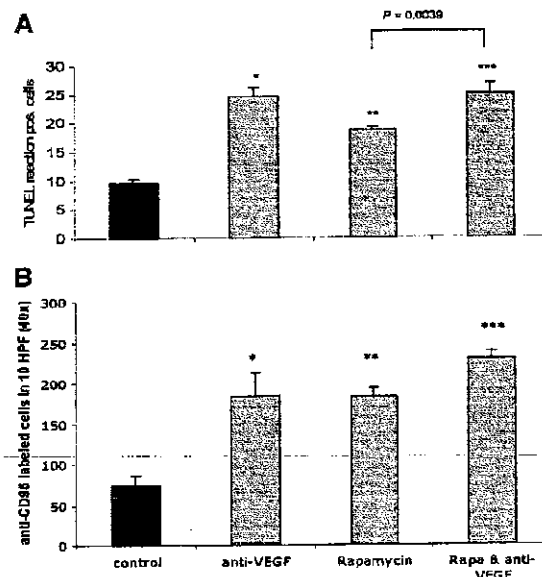 A
P = 0,0039
TUNEL reaction pos. cells
30
25
20
15
10
5
0
*
**
***
B
anti-CD95 labeled cells in 10 HPF (40x)
300
250
200
150
100
50
0
*
**
***
control
anti-VEGF
Rapamycin
Rapa & anti-
VEGF